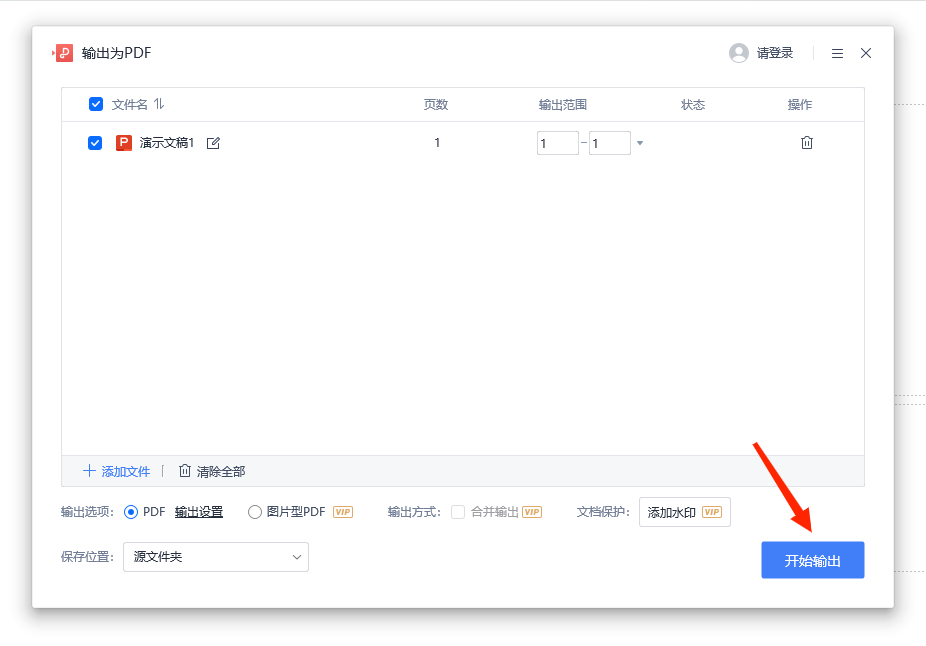 输出为PDF 请登录
文件名 页数 输出范围 状态 操作
P 演示文稿1 1 1 - 1
添加文件 清除全部
输出选项: PDF 输出设置 图片型PDF VIP 输出方式: 合并输出 VIP 文档保护: 添加水印 VIP
保存位置: 源文件夹 开始输出